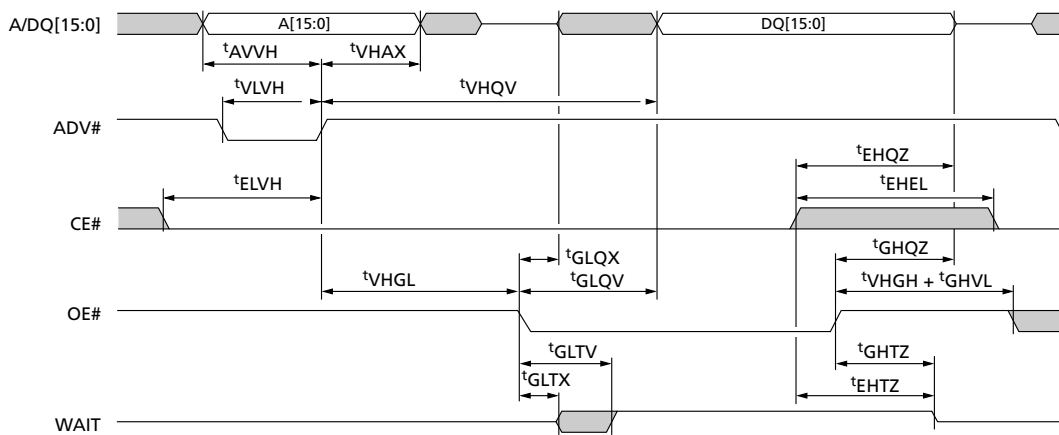 A/DQ[15:0] A[15:0] DQ[15:0]
tAVVH tVHAX
tVLVH tVHQV
ADV#
tEHQZ
tELVH tEHEL
CE#
tGLQX tGHQZ
tVHGL tGLQV tVHGH + tGHVL
OE#
tGLTV tGHTZ
tGLTX tEHTZ
WAIT